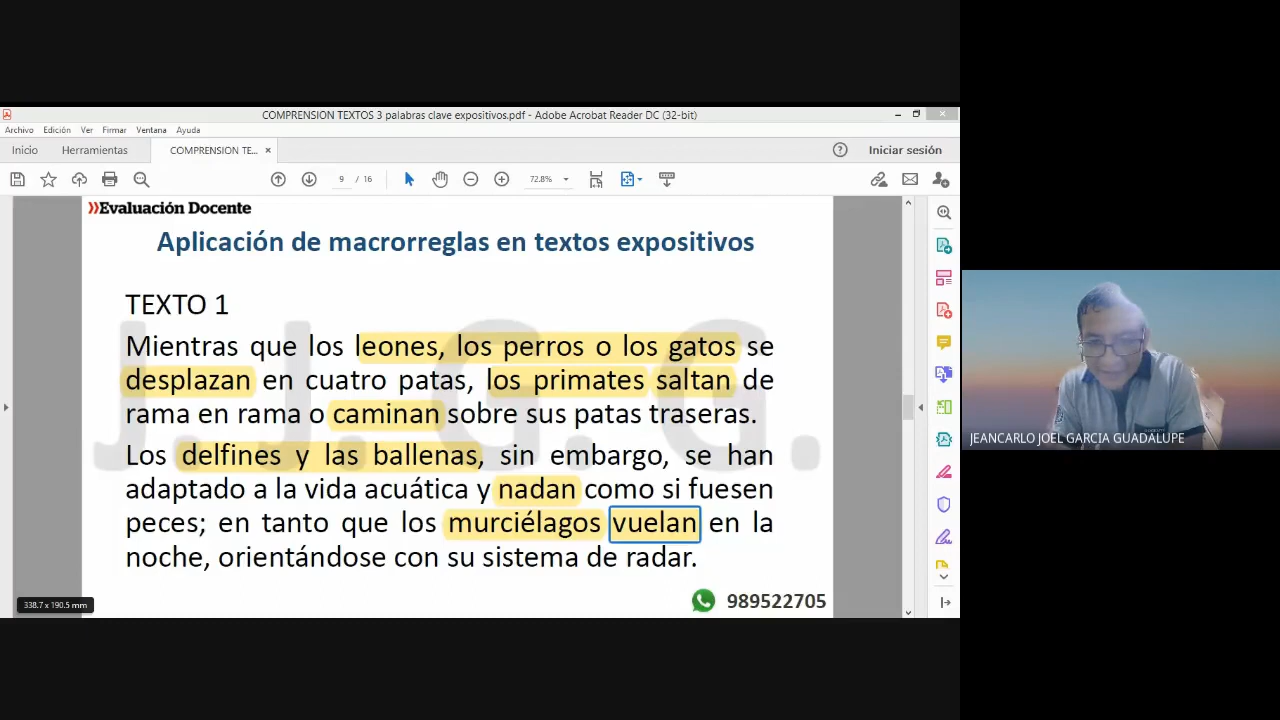 COMPRENSION TEXTOS 3 palabras clave expositivos.pdf - Adobe Acrobat Reader DC (32-bit)
Archivo Edición Ver Firmar Ventana Ayuda
Inicio Herramientas COMPRENSION TE... × Iniciar sesión
9 / 16 72.8%
Evaluación Docente
Aplicación de macrorreglas en textos expositivos
TEXTO 1
Mientras que los leones, los perros o los gatos se
desplazan en cuatro patas, los primates saltan de
rama en rama o caminan sobre sus patas traseras.
Los delfines y las ballenas, sin embargo, se han
adaptado a la vida acuática y nadan como si fuesen
peces; en tanto que los murciélagos vuelan en la
noche, orientándose con su sistema de radar.
338.7 x 190.5 mm
989522705
J. J. G. G.
JEANCARLO JOEL GARCIA GUADALUPE